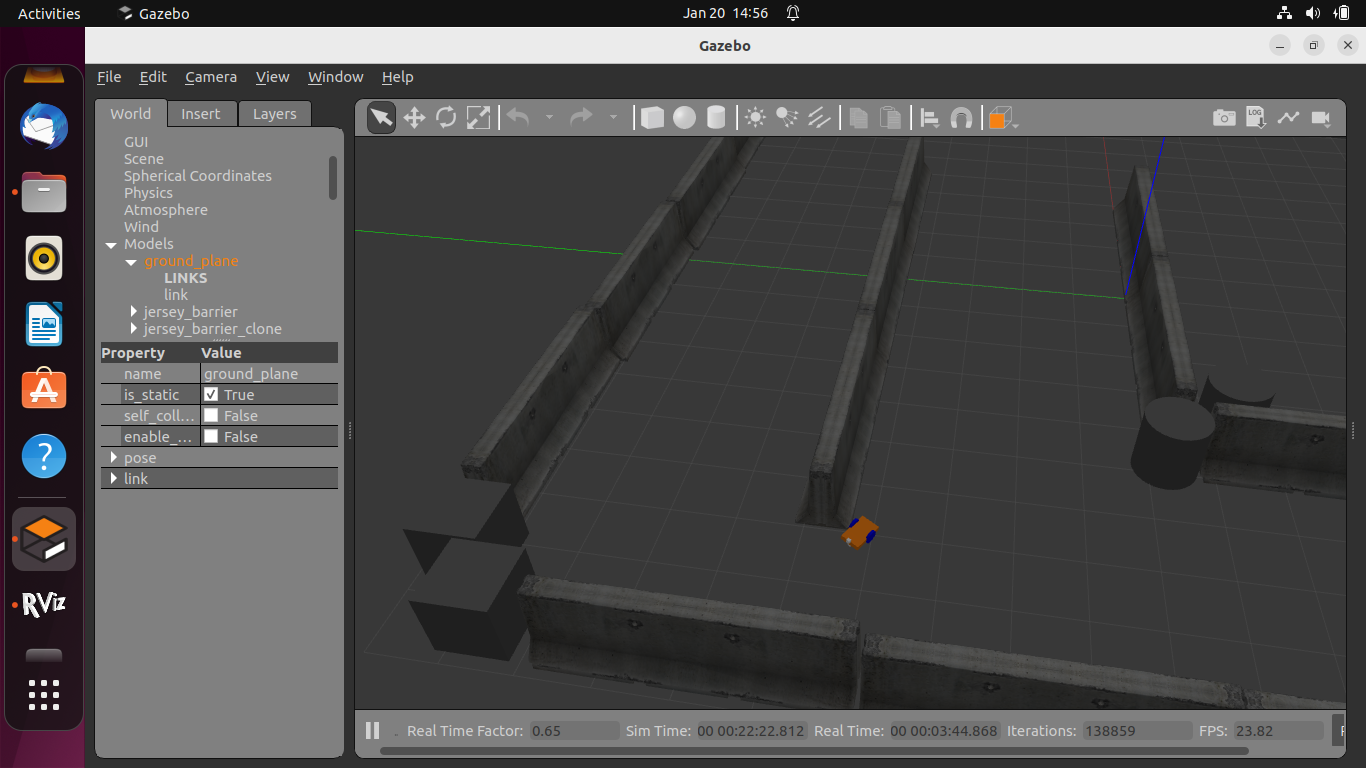 Activities
Gazebo
Jan 20 14:56
Gazebo
File Edit Camera View Window Help
World Insert Layers
LOG
GUI
Scene
Spherical Coordinates
Physics
Atmosphere
Wind
Models
ground_plane
LINKS
link
jersey_barrier
jersey_barrier_clone
Property Value
name ground_plane
is_static True
self_coll... False
enable_... False
pose
link
RViz
Real Time Factor: 0.65 Sim Time: 00 00:22:22.812 Real Time: 00 00:03:44.868 Iterations: 138859 FPS: 23.82